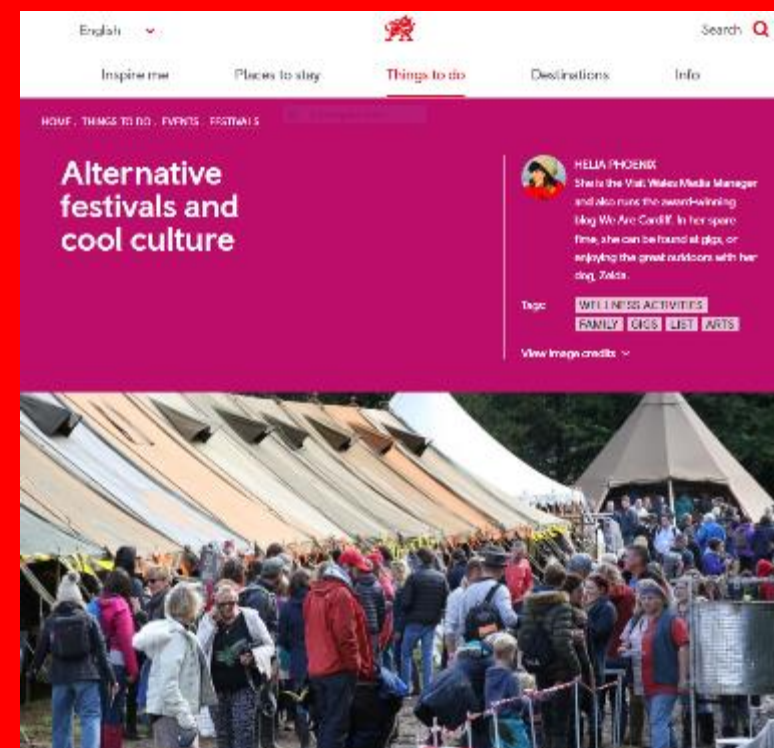 English
Search
Inspire me
Places to stay
Things to do
Destinations
Info
HOME . THINGS TO DO . EVENTS . FESTIVALS
Alternative
festivals and
cool culture
HELIA PHOENIX
She is the Visit Wales Media Manager
and also runs the award-winning
blog We Are Cardiff. In her spare
time, she can be found at gigs, or
enjoying the great outdoors with her
dog, Zelda.
Tags:
WELLNESS ACTIVITIES
FAMILY GIGS LIST ARTS
View image credits